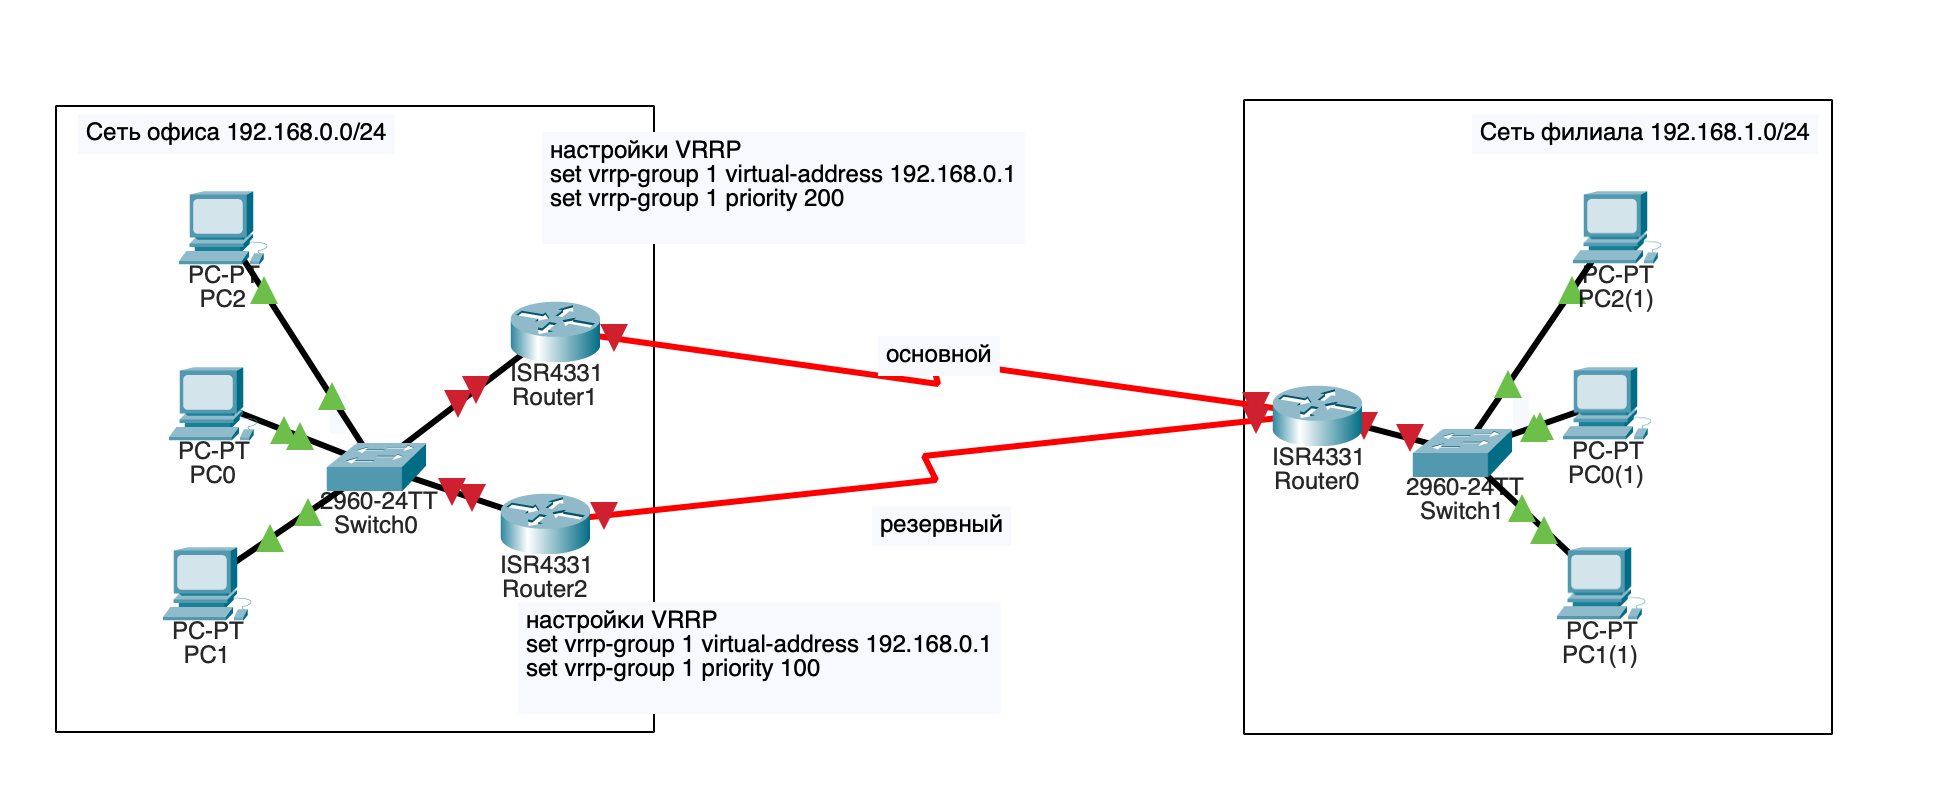 Сеть офиса 192.168.0.0/24
Сеть филиала 192.168.1.0/24
настройки VRRP
set vrrp-group 1 virtual-address 192.168.0.1
set vrrp-group 1 priority 200
PC-PT
PC2
PC-PT
PC2(1)
основной
ISR4331
Router1
PC-PT
PC0
PC-PT
PC0(1)
ISR4331
Router0
2960-24TT
Switch0
2960-24TT
Switch1
резервный
ISR4331
Router2
PC-PT
PC1
PC-PT
PC1(1)
настройки VRRP
set vrrp-group 1 virtual-address 192.168.0.1
set vrrp-group 1 priority 100